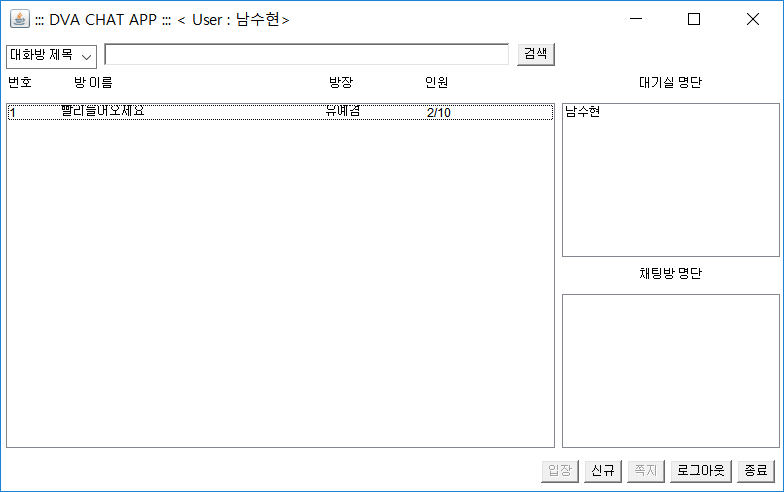 ::: DVA CHAT APP ::: < User : 남수현>
대화방 제목 검색
번호 방 이름 방장 인원 대기실 명단
1 빨리들어오세요 유예겸 2/10
남수현
채팅방 명단
입장 신규 쪽지 로그아웃 종료